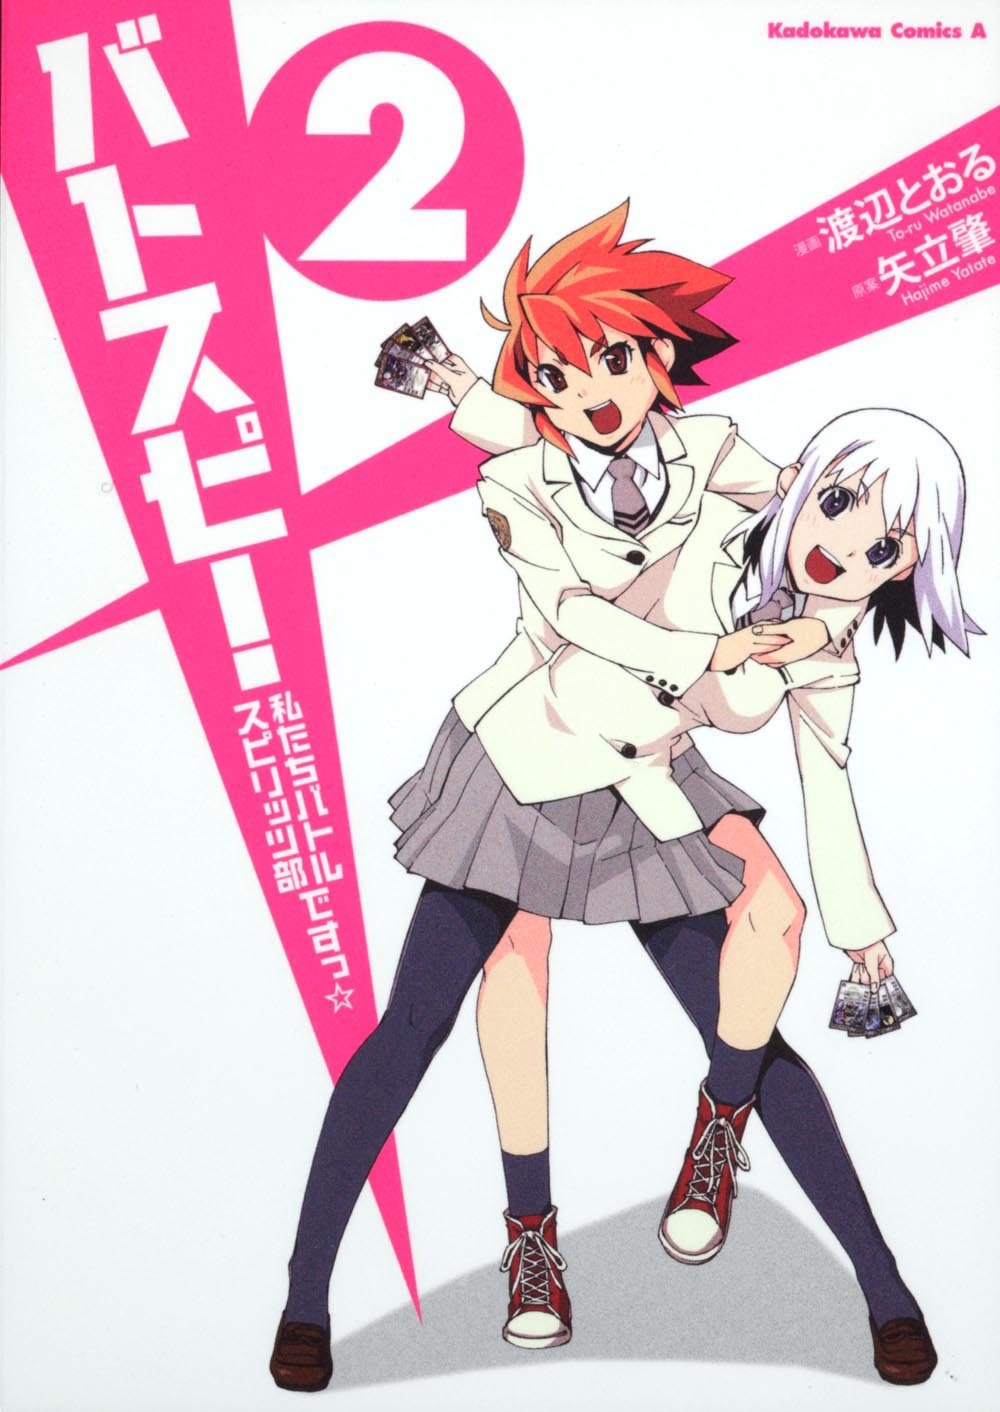 Kadokawa Comics A
バトスピー!
2
私たちバトル
スピリッツ部ですっ☆
漫画 渡辺とおる
To-ru Watanabe
原案 矢立肇
Hajime Yatate